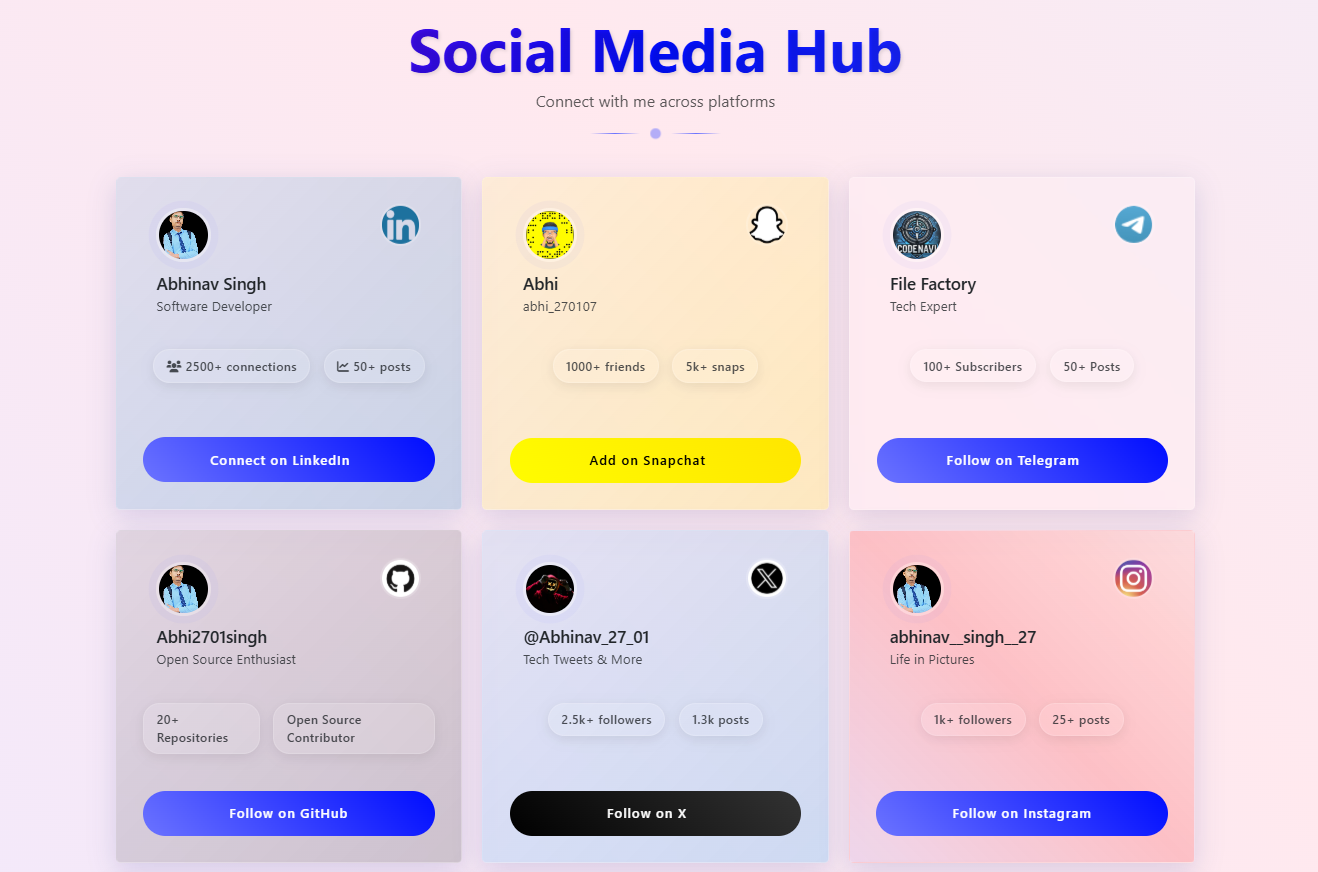 Social Media Hub
Connect with me across platforms
in
Abhinav Singh
Software Developer
2500+ connections
50+ posts
Connect on LinkedIn
Abhi
abhi_270107
1000+ friends
5k+ snaps
Add on Snapchat
CODENAVI
File Factory
Tech Expert
100+ Subscribers
50+ Posts
Follow on Telegram
Abhi2701singh
Open Source Enthusiast
20+
Repositories
Open Source
Contributor
Follow on GitHub
X
@Abhinav_27_01
Tech Tweets & More
2.5k+ followers
1.3k posts
Follow on X
abhinav__singh__27
Life in Pictures
1k+ followers
25+ posts
Follow on Instagram